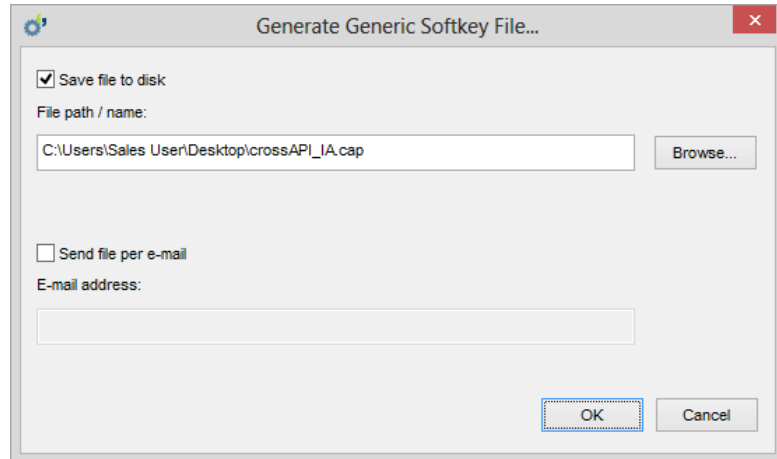 Generate Generic Softkey File...
Save file to disk
File path / name:
C:\Users\Sales User\Desktop\crossAPI_IA.cap
Browse...
Send file per e-mail
E-mail address:
OK
Cancel